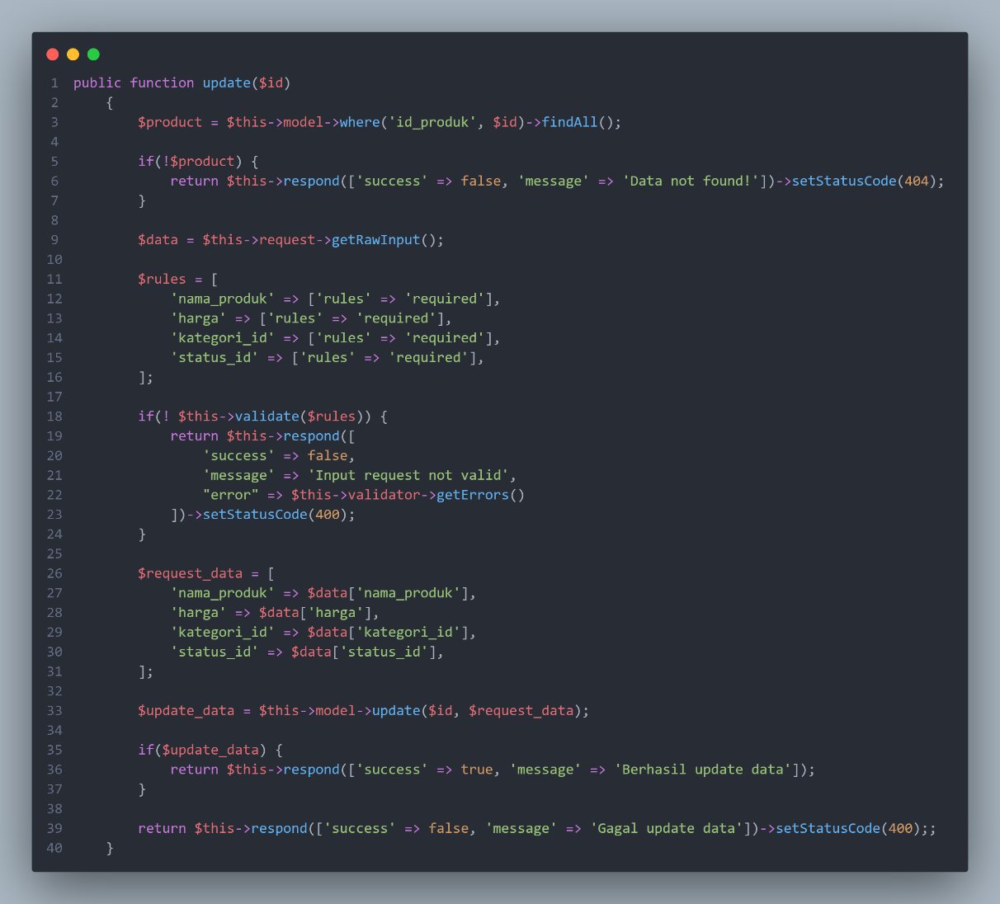 1 public function update($id)
2     {
3         $product = $this->model->where('id_produk', $id)->findAll();
4
5         if(!$product) {
6             return $this->respond(['success' => false, 'message' => 'Data not found!'])->setStatusCode(404);
7         }
8
9         $data = $this->request->getRawInput();
10
11         $rules = [
12             'nama_produk' => ['rules' => 'required'],
13             'harga' => ['rules' => 'required'],
14             'kategori_id' => ['rules' => 'required'],
15             'status_id' => ['rules' => 'required'],
16         ];
17
18         if(! $this->validate($rules)) {
19             return $this->respond([
20                 'success' => false,
21                 'message' => 'Input request not valid',
22                 "error" => $this->validator->getErrors()
23             ])->setStatusCode(400);
24         }
25
26         $request_data = [
27             'nama_produk' => $data['nama_produk'],
28             'harga' => $data['harga'],
29             'kategori_id' => $data['kategori_id'],
30             'status_id' => $data['status_id'],
31         ];
32
33         $update_data = $this->model->update($id, $request_data);
34
35         if($update_data) {
36             return $this->respond(['success' => true, 'message' => 'Berhasil update data']);
37         }
38
39         return $this->respond(['success' => false, 'message' => 'Gagal update data'])->setStatusCode(400);;
40     }